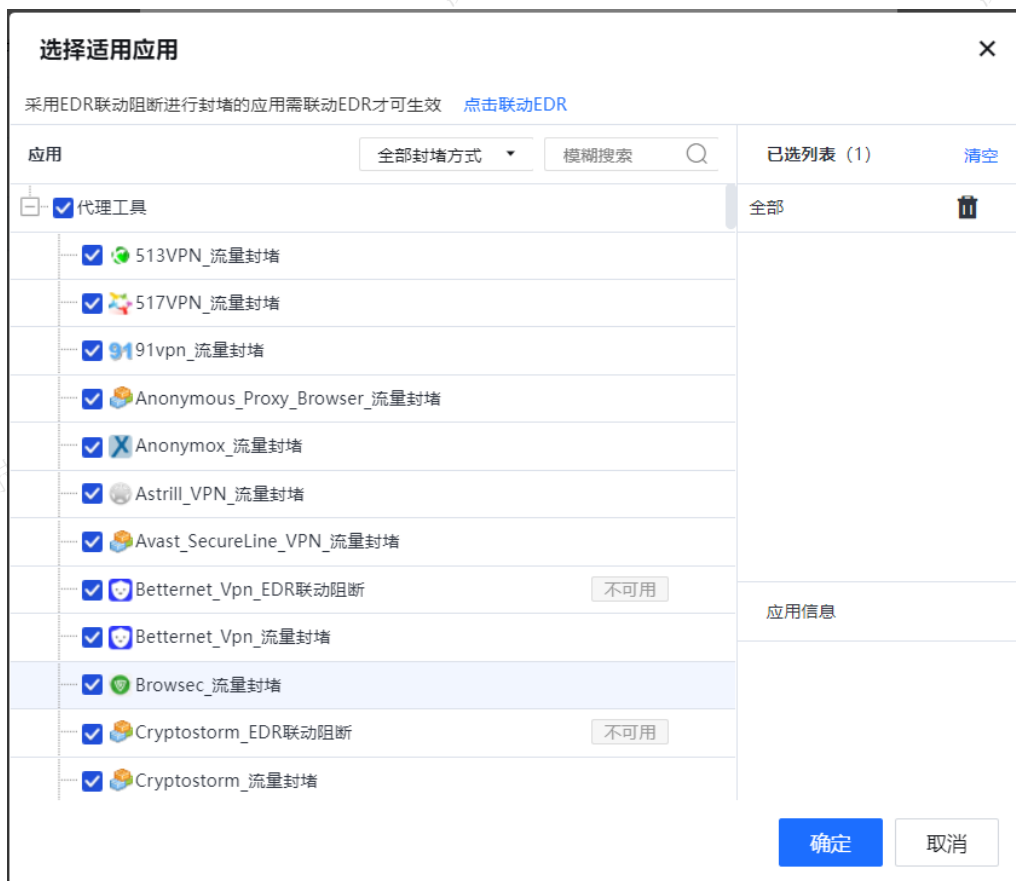 选择适用应用
采用EDR联动阻断进行封堵的应用需联动EDR才可生效 点击联动EDR
应用 全部封堵方式 模糊搜索 已选列表（1） 清空
代理工具 全部
513VPN_流量封堵
517VPN_流量封堵
91vpn_流量封堵
Anonymous_Proxy_Browser_流量封堵
Anonymox_流量封堵
Astrill_VPN_流量封堵
Avast_SecureLine_VPN_流量封堵
Betternet_Vpn_EDR联动阻断 不可用
应用信息
Betternet_Vpn_流量封堵
Browsec_流量封堵
Cryptostorm_EDR联动阻断 不可用
Cryptostorm_流量封堵
确定 取消